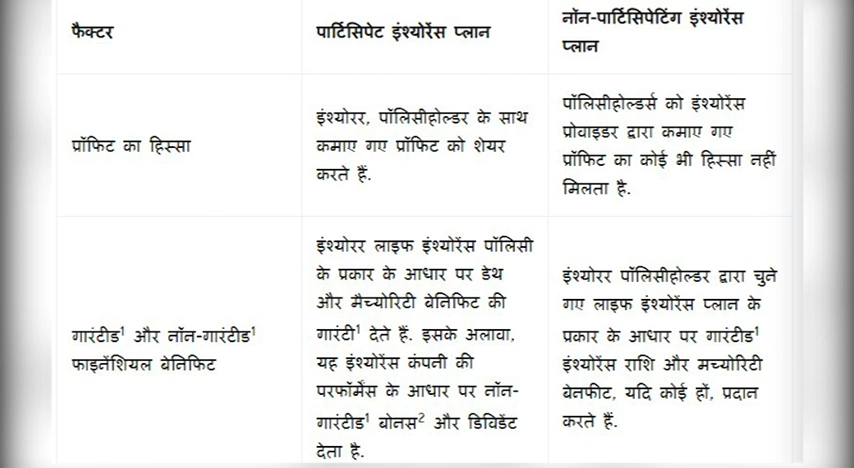 फैक्टर
पार्टिसिपेट इंश्योरेंस प्लान
नॉन-पार्टिसिपेटिंग इंश्योरेंस
प्लान
प्रॉफिट का हिस्सा
इंश्योरर, पॉलिसीहोल्डर के साथ
कमाए गए प्रॉफिट को शेयर
करते हैं.
पॉलिसीहोल्डर्स को इंश्योरेंस
प्रोवाइडर द्वारा कमाए गए
प्रॉफिट का कोई भी हिस्सा नहीं
मिलता है.
गारंटीड¹ और नॉन-गारंटीड¹
फाइनेंशियल बेनिफिट
इंश्योरर लाइफ इंश्योरेंस पॉलिसी
के प्रकार के आधार पर डेथ
और मैच्योरिटी बेनिफिट की
गारंटी¹ देते हैं. इसके अलावा,
यह इंश्योरेंस कंपनी की
परफॉर्मेंस के आधार पर नॉन-
गारंटीड¹ बोनस² और डिविडेंट
देता है.
इंश्योरर पॉलिसीहोल्डर द्वारा चुने
गए लाइफ इंश्योरेंस प्लान के
प्रकार के आधार पर गारंटीड¹
इंश्योरेंस राशि और मच्योरिटी
बेनफीट, यदि कोई हों, प्रदान
करते हैं.